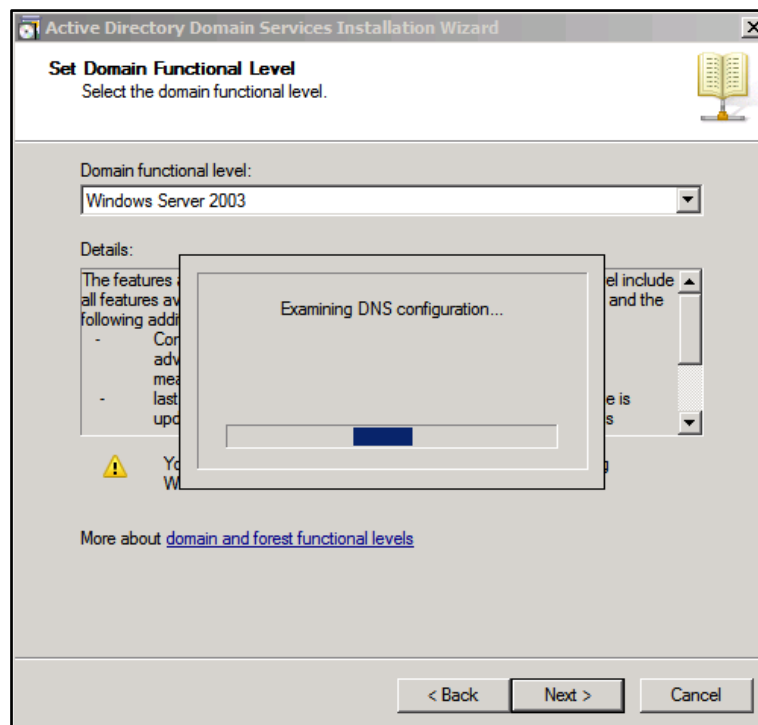 Active Directory Domain Services Installation Wizard
Set Domain Functional Level
Select the domain functional level.
Domain functional level:
Windows Server 2003
Details:
The features
el include
all features av
and the
following addi
Examining DNS configuration...
- Con
adv
mea
- last
e is
upd
s
Yo
W
More about domain and forest functional levels
< Back
Next >
Cancel